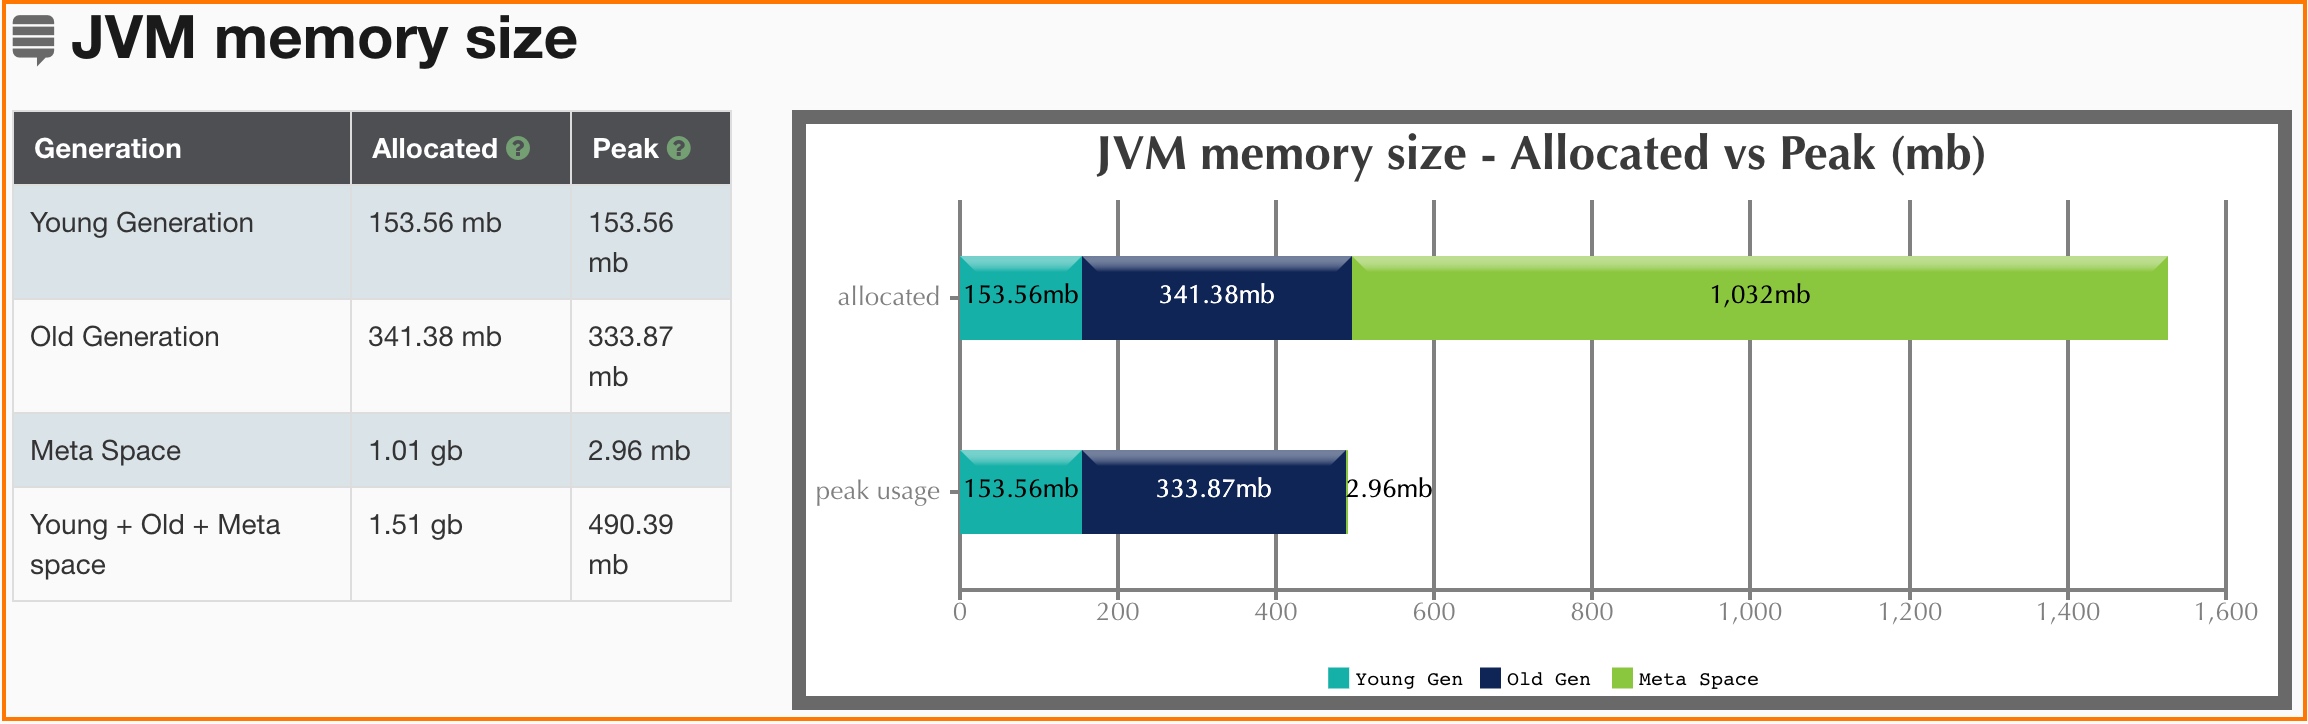 JVM memory size
Generation Allocated ? Peak ?
Young Generation 153.56 mb 153.56 mb
Old Generation 341.38 mb 333.87 mb
Meta Space 1.01 gb 2.96 mb
Young + Old + Meta space 1.51 gb 490.39 mb
JVM memory size - Allocated vs Peak (mb)
allocated 153.56mb 341.38mb 1,032mb
peak usage 153.56mb 333.87mb 2.96mb
0 200 400 600 800 1,000 1,200 1,400 1,600
Young Gen Old Gen Meta Space